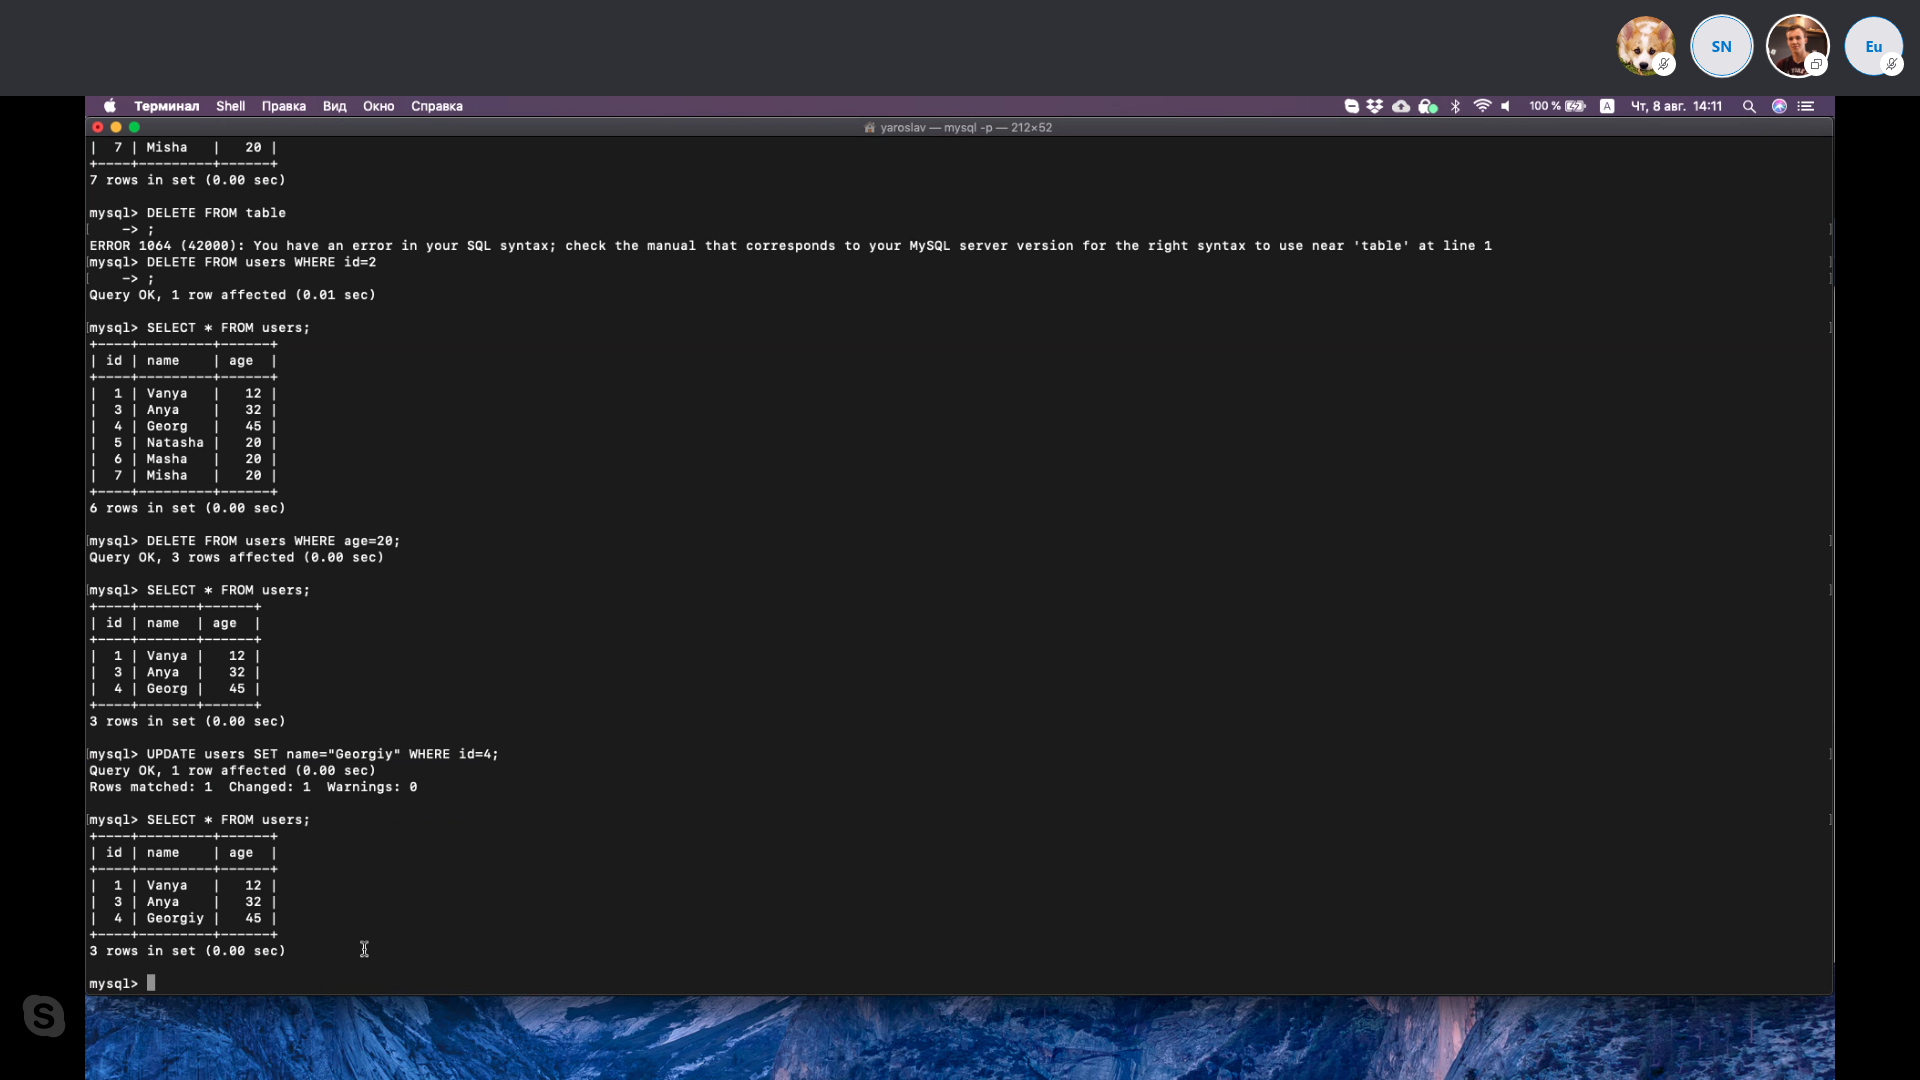 SN
Eu
Терминал Shell Правка Вид Окно Справка 100 % A Чт, 8 авг. 14:11
yaroslav — mysql -p — 212×52
|  7 | Misha   |   20 |
+----+---------+------+
7 rows in set (0.00 sec)
mysql> DELETE FROM table
    -> ;
ERROR 1064 (42000): You have an error in your SQL syntax; check the manual that corresponds to your MySQL server version for the right syntax to use near 'table' at line 1
mysql> DELETE FROM users WHERE id=2
    -> ;
Query OK, 1 row affected (0.01 sec)
mysql> SELECT * FROM users;
+----+---------+------+
| id | name    | age  |
+----+---------+------+
|  1 | Vanya   |   12 |
|  3 | Anya    |   32 |
|  4 | Georg   |   45 |
|  5 | Natasha |   20 |
|  6 | Masha   |   20 |
|  7 | Misha   |   20 |
+----+---------+------+
6 rows in set (0.00 sec)
mysql> DELETE FROM users WHERE age=20;
Query OK, 3 rows affected (0.00 sec)
mysql> SELECT * FROM users;
+----+-------+------+
| id | name  | age  |
+----+-------+------+
|  1 | Vanya |   12 |
|  3 | Anya  |   32 |
|  4 | Georg |   45 |
+----+-------+------+
3 rows in set (0.00 sec)
mysql> UPDATE users SET name="Georgiy" WHERE id=4;
Query OK, 1 row affected (0.00 sec)
Rows matched: 1  Changed: 1  Warnings: 0
mysql> SELECT * FROM users;
+----+---------+------+
| id | name    | age  |
+----+---------+------+
|  1 | Vanya   |   12 |
|  3 | Anya    |   32 |
|  4 | Georgiy |   45 |
+----+---------+------+
3 rows in set (0.00 sec)
mysql>